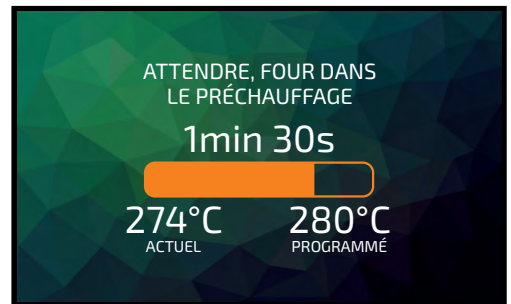 ATTENDRE, FOUR DANS
LE PRÉCHAUFFAGE
1min 30s
274°C 280°C
ACTUEL PROGRAMMÉ